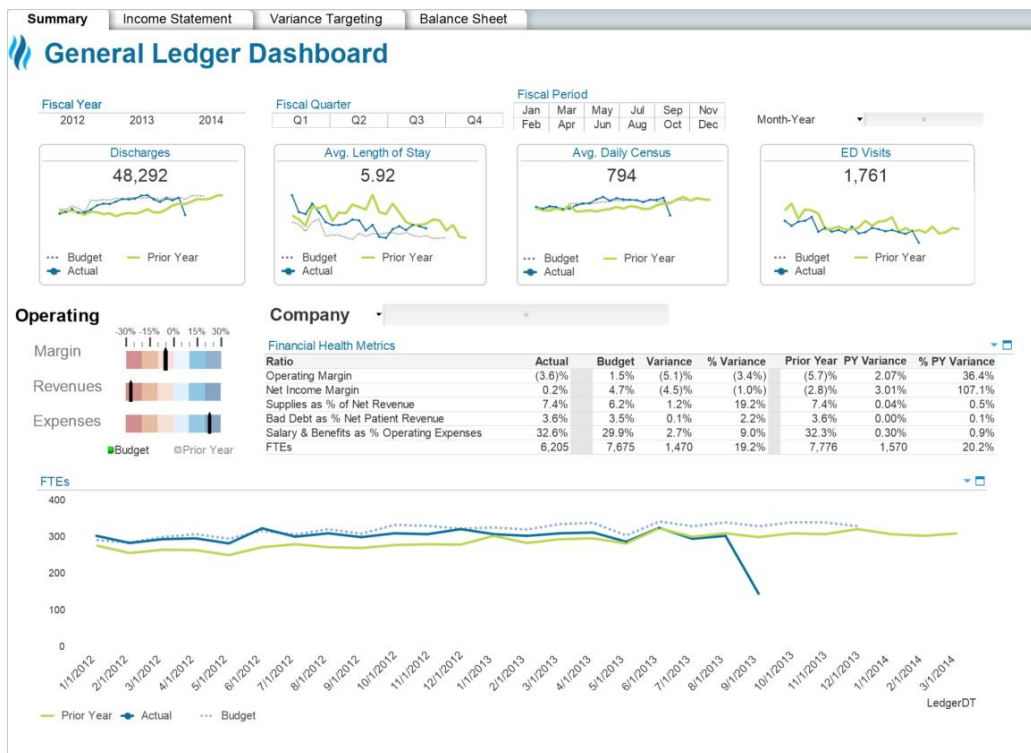 Summary Income Statement Variance Targeting Balance Sheet
General Ledger Dashboard
Fiscal Year
2012 2013 2014
Fiscal Quarter
Q1 Q2 Q3 Q4
Fiscal Period
Jan Mar May Jul Sep Nov
Feb Apr Jun Aug Oct Dec
Month-Year
Discharges
48,292
Budget Prior Year
Actual
Avg. Length of Stay
5.92
Budget Prior Year
Actual
Avg. Daily Census
794
Budget Prior Year
Actual
ED Visits
1,761
Budget Prior Year
Actual
Operating
-30% -15% 0% 15% 30%
Margin
Revenues
Expenses
Budget Prior Year
Company
Financial Health Metrics
Ratio Actual Budget Variance % Variance Prior Year PY Variance % PY Variance
Operating Margin (3.6)% 1.5% (5.1)% (3.4%) (5.7)% 2.07% 36.4%
Net Income Margin 0.2% 4.7% (4.5)% (1.0%) (2.8)% 3.01% 107.1%
Supplies as % of Net Revenue 7.4% 6.2% 1.2% 19.2% 7.4% 0.04% 0.5%
Bad Debt as % Net Patient Revenue 3.6% 3.5% 0.1% 2.2% 3.6% 0.00% 0.1%
Salary & Benefits as % Operating Expenses 32.6% 29.9% 2.7% 9.0% 32.3% 0.30% 0.9%
FTEs 6,205 7,675 1,470 19.2% 7,776 1,570 20.2%
FTEs
400
300
200
100
0
1/1/2012 2/1/2012 3/1/2012 4/1/2012 5/1/2012 6/1/2012 7/1/2012 8/1/2012 9/1/2012 10/1/2012 11/1/2012 12/1/2012 1/1/2013 2/1/2013 3/1/2013 4/1/2013 5/1/2013 6/1/2013 7/1/2013 8/1/2013 9/1/2013 10/1/2013 11/1/2013 12/1/2013 1/1/2014 2/1/2014 3/1/2014
LedgerDT
Prior Year Actual Budget